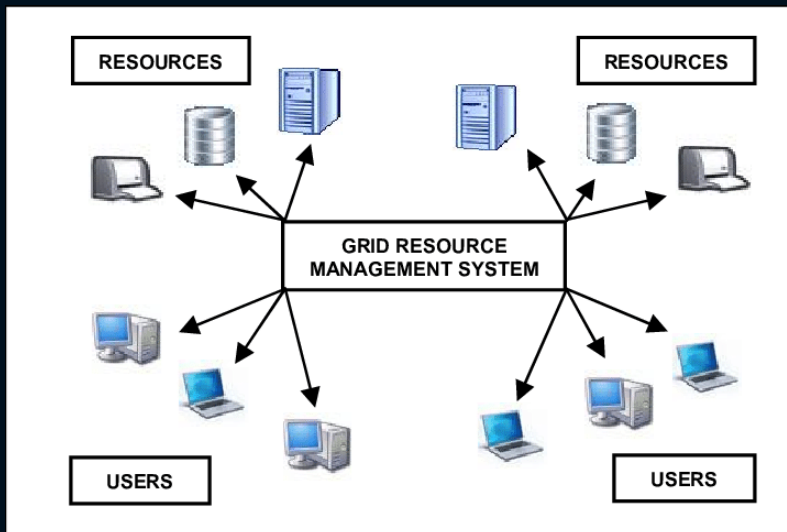 RESOURCES
RESOURCES
GRID RESOURCE
MANAGEMENT SYSTEM
USERS
USERS